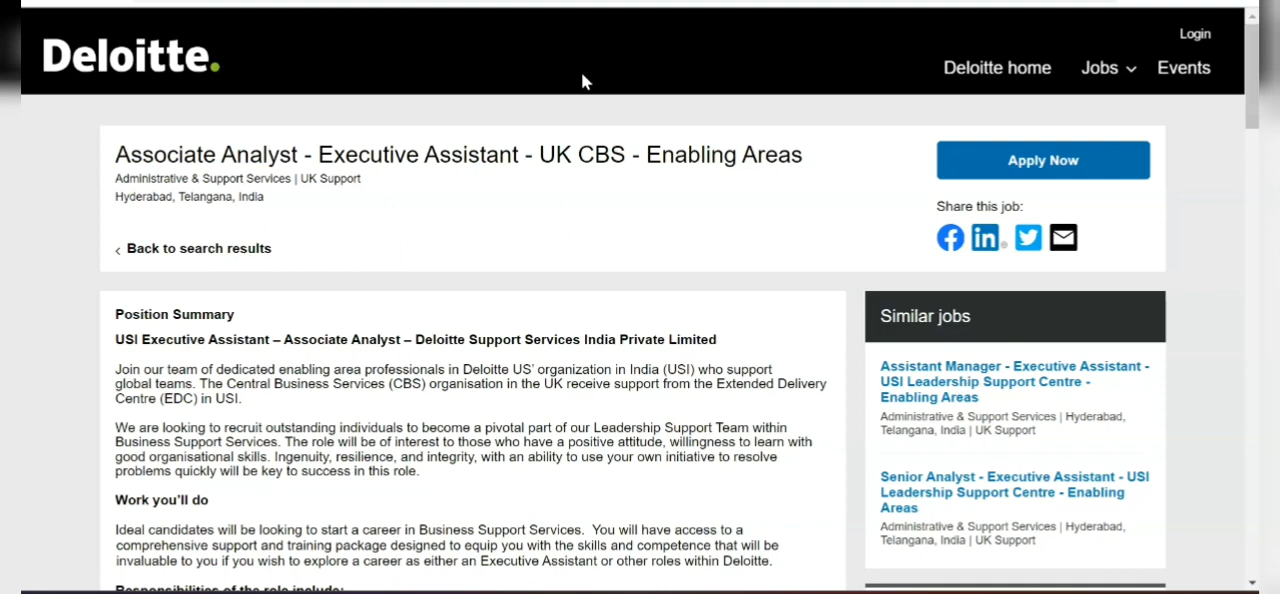 Login
Deloitte.
Deloitte home
Jobs
Events
Associate Analyst - Executive Assistant - UK CBS - Enabling Areas
Administrative & Support Services | UK Support
Hyderabad, Telangana, India
‹ Back to search results
Apply Now
Share this job:
Position Summary
USI Executive Assistant – Associate Analyst – Deloitte Support Services India Private Limited
Join our team of dedicated enabling area professionals in Deloitte US' organization in India (USI) who support
global teams. The Central Business Services (CBS) organisation in the UK receive support from the Extended Delivery
Centre (EDC) in USI.
We are looking to recruit outstanding individuals to become a pivotal part of our Leadership Support Team within
Business Support Services. The role will be of interest to those who have a positive attitude, willingness to learn with
good organisational skills. Ingenuity, resilience, and integrity, with an ability to use your own initiative to resolve
problems quickly will be key to success in this role.
Work you'll do
Ideal candidates will be looking to start a career in Business Support Services.  You will have access to a
comprehensive support and training package designed to equip you with the skills and competence that will be
invaluable to you if you wish to explore a career as either an Executive Assistant or other roles within Deloitte.
Responsibilities of the role include:
Similar jobs
Assistant Manager - Executive Assistant -
USI Leadership Support Centre -
Enabling Areas
Administrative & Support Services | Hyderabad,
Telangana, India | UK Support
Senior Analyst - Executive Assistant - USI
Leadership Support Centre - Enabling
Areas
Administrative & Support Services | Hyderabad,
Telangana, India | UK Support